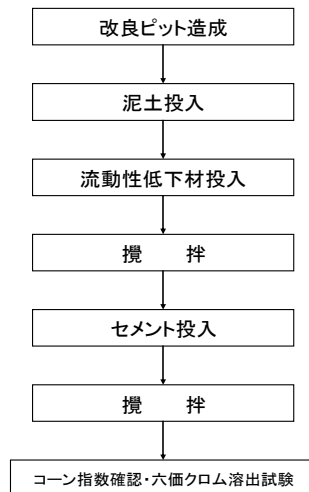 改良ピット造成
泥土投入
流動性低下材投入
攪　　拌
セメント投入
攪　　拌
コーン指数確認・六価クロム溶出試験